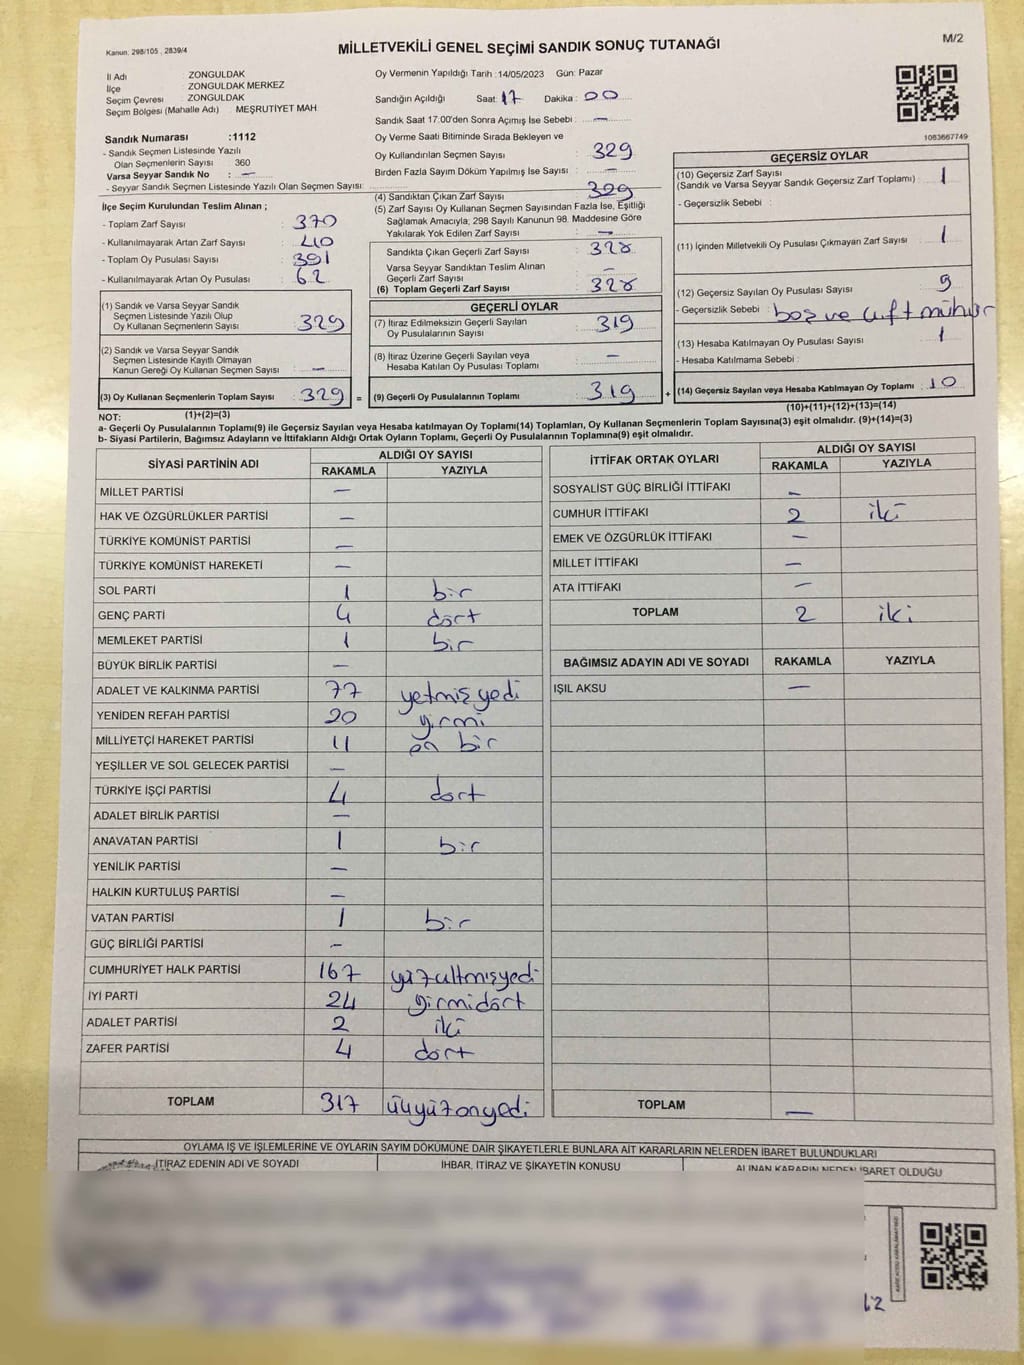 Kanun: 298/105 , 2839/4
MİLLETVEKİLİ GENEL SEÇİMİ SANDIK SONUÇ TUTANAĞI
M/2
İl Adı : ZONGULDAK
İlçe : ZONGULDAK MERKEZ
Seçim Çevresi : ZONGULDAK
Seçim Bölgesi (Mahalle Adı) : MEŞRUTİYET MAH.
Sandık Numarası :1112
- Sandık Seçmen Listesinde Yazılı
Olan Seçmenlerin Sayısı : 360
Varsa Seyyar Sandık No : —
- Seyyar Sandık Seçmen Listesinde Yazılı Olan Seçmen Sayısı :
İlçe Seçim Kurulundan Teslim Alınan ;
- Toplam Zarf Sayısı : 370
- Kullanılmayarak Artan Zarf Sayısı : 40
- Toplam Oy Pusulası Sayısı : 391
- Kullanılmayarak Artan Oy Pusulası : 62
(1) Sandık ve Varsa Seyyar Sandık
Seçmen Listesinde Yazılı Olup
Oy Kullanan Seçmenlerin Sayısı : 329
(2) Sandık ve Varsa Seyyar Sandık
Seçmen Listesinde Kayıtlı Olmayan
Kanun Gereği Oy Kullanan Seçmen Sayısı : —
(3) Oy Kullanan Seçmenlerin Toplam Sayısı : 329 =
Oy Vermenin Yapıldığı Tarih :14/05/2023 Gün: Pazar
Sandığın Açıldığı Saat: 17 Dakika : 00
Sandık Saat 17:00'den Sonra Açımış İse Sebebi : —
Oy Verme Saati Bitiminde Sırada Bekleyen ve
Oy Kullandırılan Seçmen Sayısı : 329
Birden Fazla Sayım Döküm Yapılmış İse Sayısı : —
(4) Sandıktan Çıkan Zarf Sayısı : 329
(5) Zarf Sayısı Oy Kullanan Seçmen Sayısından Fazla İse, Eşitliği
Sağlamak Amacıyla; 298 Sayılı Kanunun 98. Maddesine Göre
Yakılarak Yok Edilen Zarf Sayısı : —
Sandıkta Çıkan Geçerli Zarf Sayısı : 328
Varsa Seyyar Sandıktan Teslim Alınan
Geçerli Zarf Sayısı : —
(6) Toplam Geçerli Zarf Sayısı : 328
GEÇERLİ OYLAR
(7) İtiraz Edilmeksizin Geçerli Sayılan
Oy Pusulalarının Sayısı : 319
(8) İtiraz Üzerine Geçerli Sayılan veya
Hesaba Katılan Oy Pusulası Toplamı : —
(9) Geçerli Oy Pusulalarının Toplamı : 319 +
1083667749
GEÇERSİZ OYLAR
(10) Geçersiz Zarf Sayısı
(Sandık ve Varsa Seyyar Sandık Geçersiz Zarf Toplamı) : 1
- Geçersizlik Sebebi :
(11) İçinden Milletvekili Oy Pusulası Çıkmayan Zarf Sayısı : 1
(12) Geçersiz Sayılan Oy Pusulası Sayısı : 9
- Geçersizlik Sebebi : boş ve çift mühür
(13) Hesaba Katılmayan Oy Pusulası Sayısı : 1
- Hesaba Katılmama Sebebi :
(14) Geçersiz Sayılan veya Hesaba Katılmayan Oy Toplamı : 10
NOT: (1)+(2)=(3)
(10)+(11)+(12)+(13)=(14)
a- Geçerli Oy Pusulalarının Toplamı(9) ile Geçersiz Sayılan veya Hesaba katılmayan Oy Toplamı(14) Toplamları, Oy Kullanan Seçmenlerin Toplam Sayısına(3) eşit olmalıdır. (9)+(14)=(3)
b- Siyasi Partilerin, Bağımsız Adayların ve İttifakların Aldığı Ortak Oyların Toplamı, Geçerli Oy Pusulalarının Toplamına(9) eşit olmalıdır.
SİYASİ PARTİNİN ADI
ALDIĞI OY SAYISI
RAKAMLA YAZIYLA
MİLLET PARTİSİ —
HAK VE ÖZGÜRLÜKLER PARTİSİ —
TÜRKİYE KOMÜNİST PARTİSİ —
TÜRKİYE KOMÜNİST HAREKETİ —
SOL PARTİ 1 bir
GENÇ PARTİ 4 dört
MEMLEKET PARTİSİ 1 bir
BÜYÜK BİRLİK PARTİSİ —
ADALET VE KALKINMA PARTİSİ 77 yetmiş yedi
YENİDEN REFAH PARTİSİ 20 yirmi
MİLLİYETÇİ HAREKET PARTİSİ 11 on bir
YEŞİLLER VE SOL GELECEK PARTİSİ —
TÜRKİYE İŞÇİ PARTİSİ 4 dört
ADALET BİRLİK PARTİSİ —
ANAVATAN PARTİSİ 1 bir
YENİLİK PARTİSİ —
HALKIN KURTULUŞ PARTİSİ —
VATAN PARTİSİ 1 bir
GÜÇ BİRLİĞİ PARTİSİ —
CUMHURİYET HALK PARTİSİ 167 yüzaltmışyedi
İYİ PARTİ 24 yirmidört
ADALET PARTİSİ 2 iki
ZAFER PARTİSİ 4 dört
TOPLAM 317 üçyüzonyedi
İTTİFAK ORTAK OYLARI
ALDIĞI OY SAYISI
RAKAMLA YAZIYLA
SOSYALİST GÜÇ BİRLİĞİ İTTİFAKI —
CUMHUR İTTİFAKI 2 iki
EMEK VE ÖZGÜRLÜK İTTİFAKI —
MİLLET İTTİFAKI —
ATA İTTİFAKI —
TOPLAM 2 iki
BAĞIMSIZ ADAYIN ADI VE SOYADI RAKAMLA YAZIYLA
IŞIL AKSU —
TOPLAM —
OYLAMA İŞ VE İŞLEMLERİNE VE OYLARIN SAYIM DÖKÜMÜNE DAİR ŞİKAYETLERLE BUNLARA AİT KARARLARIN NELERDEN İBARET BULUNDUKLARI
İTİRAZ EDENİN ADI VE SOYADI IHBAR, İTİRAZ VE ŞİKAYETİN KONUSU ALINAN KARARIN NEDEN İBARET OLDUĞU